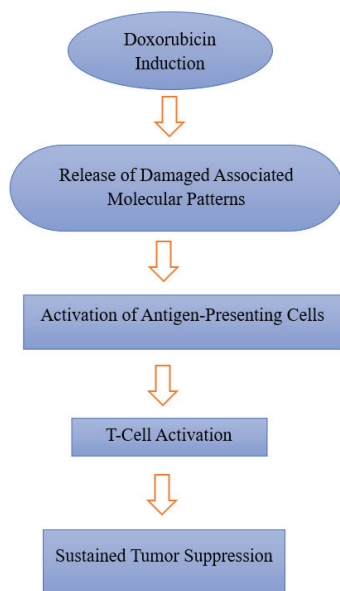 Doxorubicin
Induction
Release of Damaged Associated
Molecular Patterns
Activation of Antigen-Presenting Cells
T-Cell Activation
Sustained Tumor Suppression